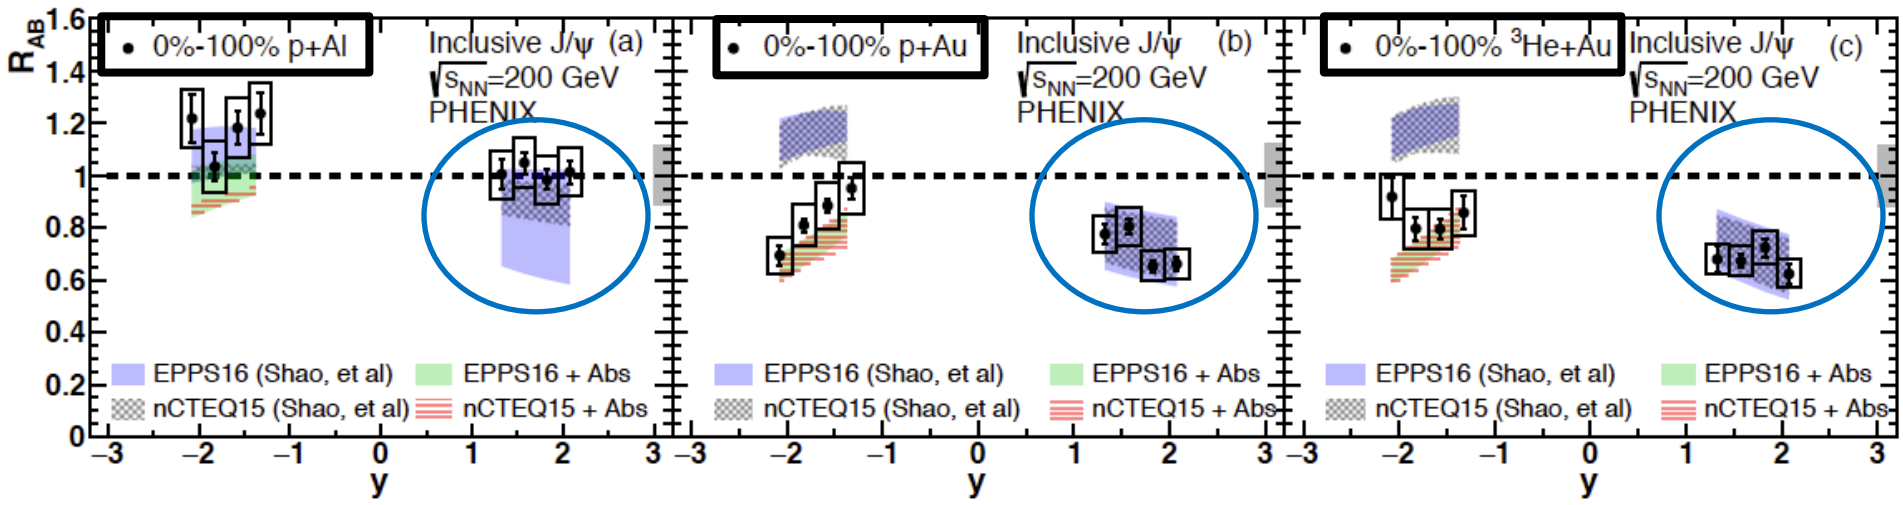 R_AB
1.6
1.4
1.2
1
0.8
0.6
0.4
0.2
0
0%-100% p+Al
Inclusive J/ψ (a)
√s_NN=200 GeV
PHENIX
EPPS16 (Shao, et al)
EPPS16 + Abs
nCTEQ15 (Shao, et al)
nCTEQ15 + Abs
−3 −2 −1 0 1 2 3
y
0%-100% p+Au
Inclusive J/ψ (b)
√s_NN=200 GeV
PHENIX
EPPS16 (Shao, et al)
EPPS16 + Abs
nCTEQ15 (Shao, et al)
nCTEQ15 + Abs
−3 −2 −1 0 1 2 3
y
0%-100% ³He+Au
Inclusive J/ψ (c)
√s_NN=200 GeV
PHENIX
EPPS16 (Shao, et al)
EPPS16 + Abs
nCTEQ15 (Shao, et al)
nCTEQ15 + Abs
−3 −2 −1 0 1 2 3
y